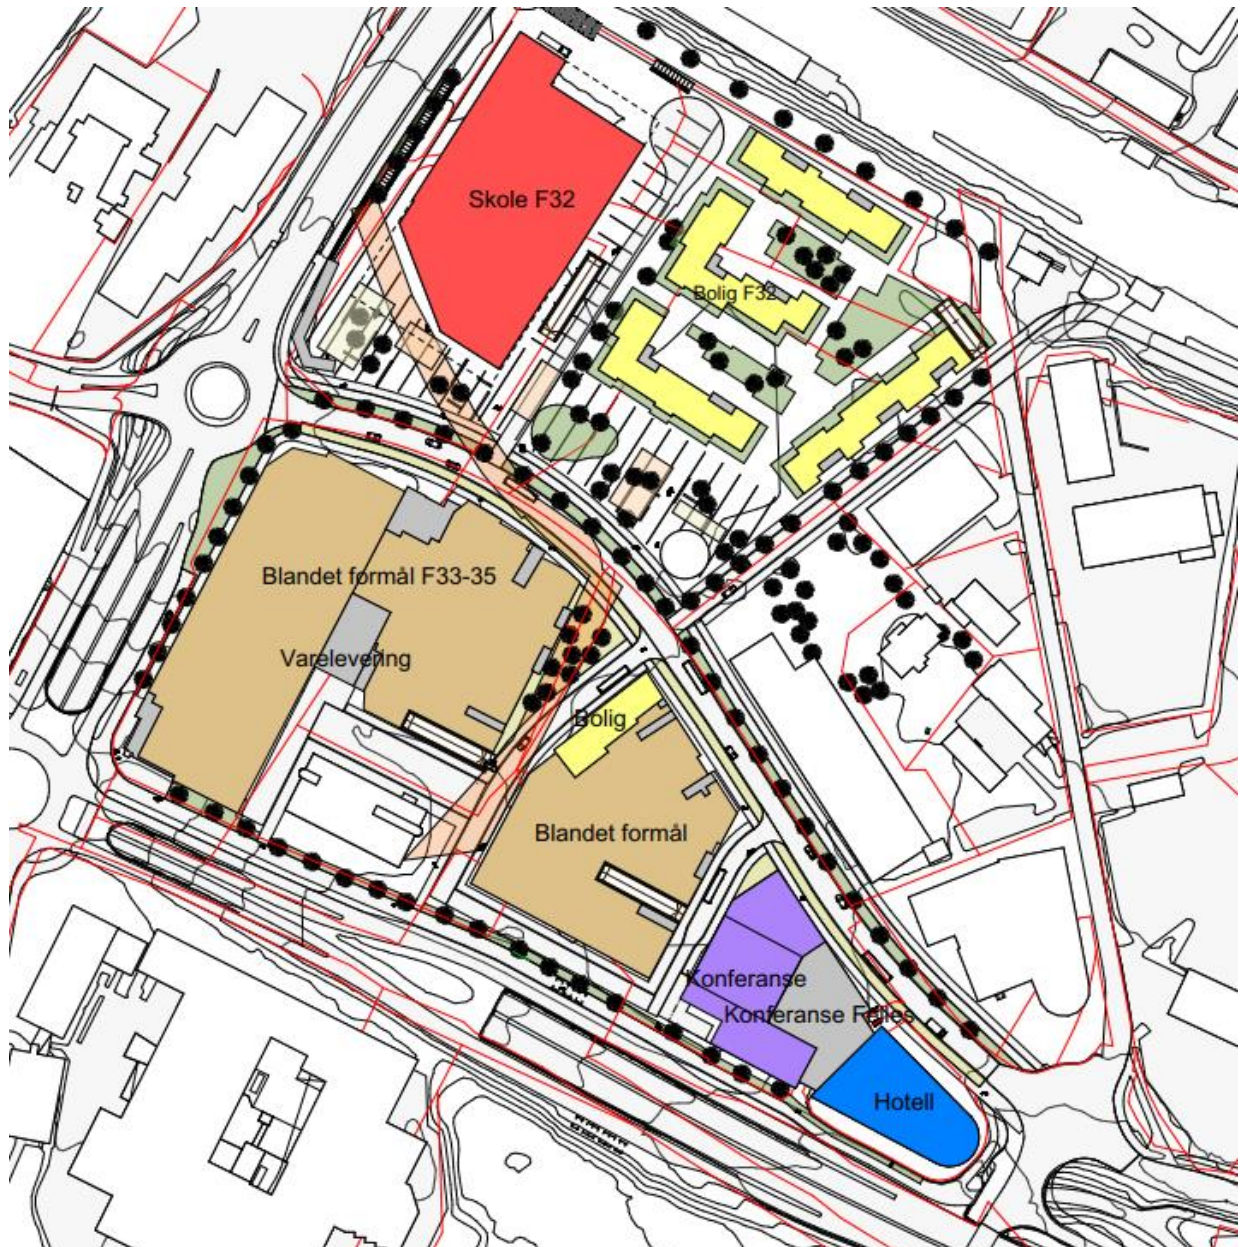 Skole F32
Bolig F32
Blandet formål F33-35
Varelevering
Bolig
Blandet formål
Konferanse
Konferanse Felles
Hotell